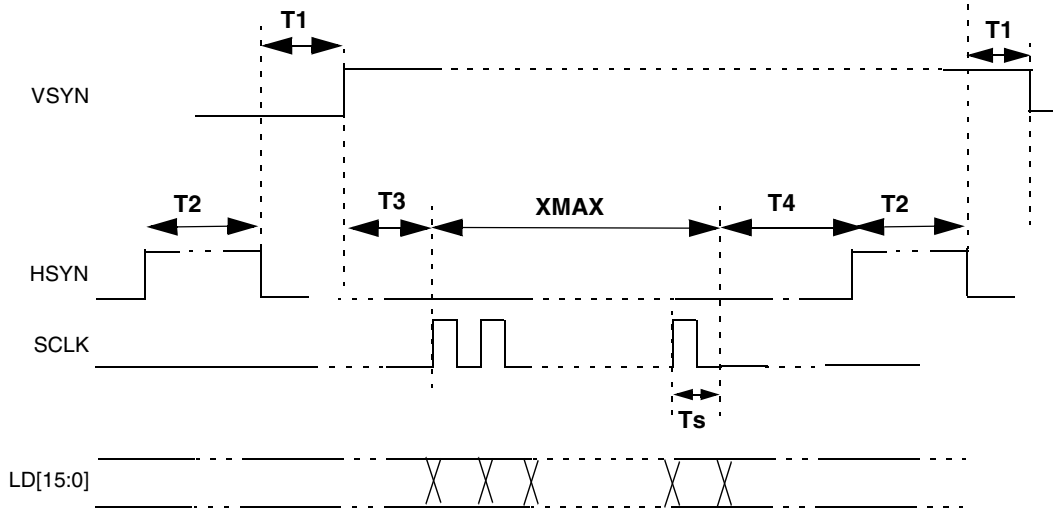 T1
T1
VSYN
T2
T3
XMAX
T4
T2
HSYN
SCLK
Ts
LD[15:0]